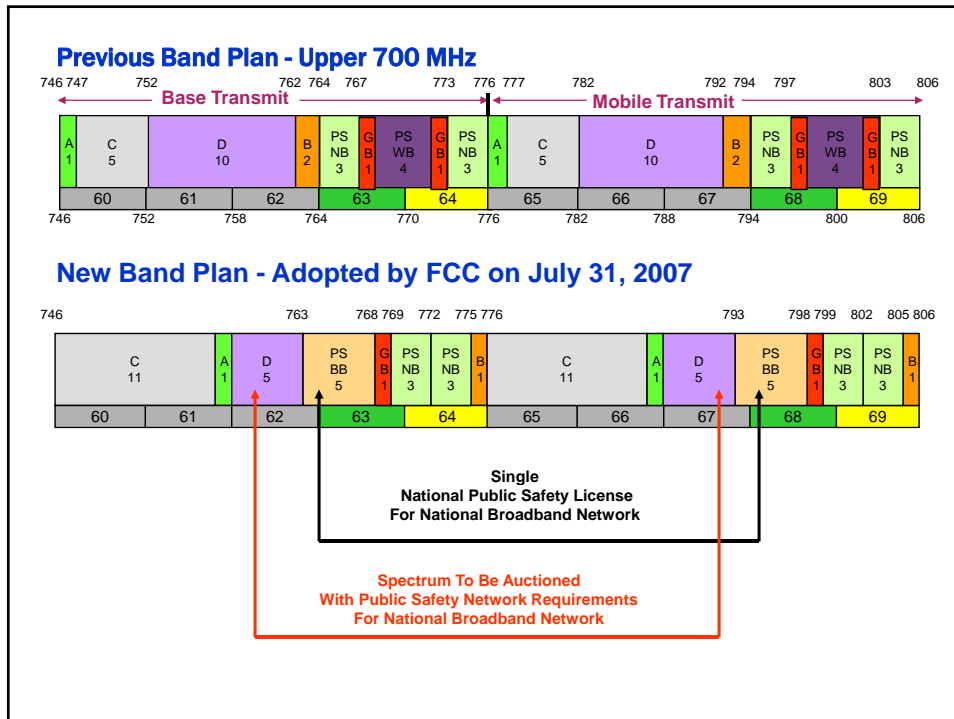 Previous Band Plan - Upper 700 MHz
746 747 752 762 764 767 773 776 777 782 792 794 797 803 806
Base Transmit Mobile Transmit
A 1 C 5 D 10 B 2 PS NB 3 GB 1 PS WB 4 GB 1 PS NB 3 A 1 C 5 D 10 B 2 PS NB 3 GB 1 PS WB 4 GB 1 PS NB 3
60 61 62 63 64 65 66 67 68 69
746 752 758 764 770 776 782 788 794 800 806
New Band Plan - Adopted by FCC on July 31, 2007
746 763 768 769 772 775 776 793 798 799 802 805 806
C 11 A 1 D 5 PS BB 5 GB 1 PS NB 3 PS NB 3 B 1 C 11 A 1 D 5 PS BB 5 GB 1 PS NB 3 PS NB 3 B 1
60 61 62 63 64 65 66 67 68 69
Single
National Public Safety License
For National Broadband Network
Spectrum To Be Auctioned
With Public Safety Network Requirements
For National Broadband Network